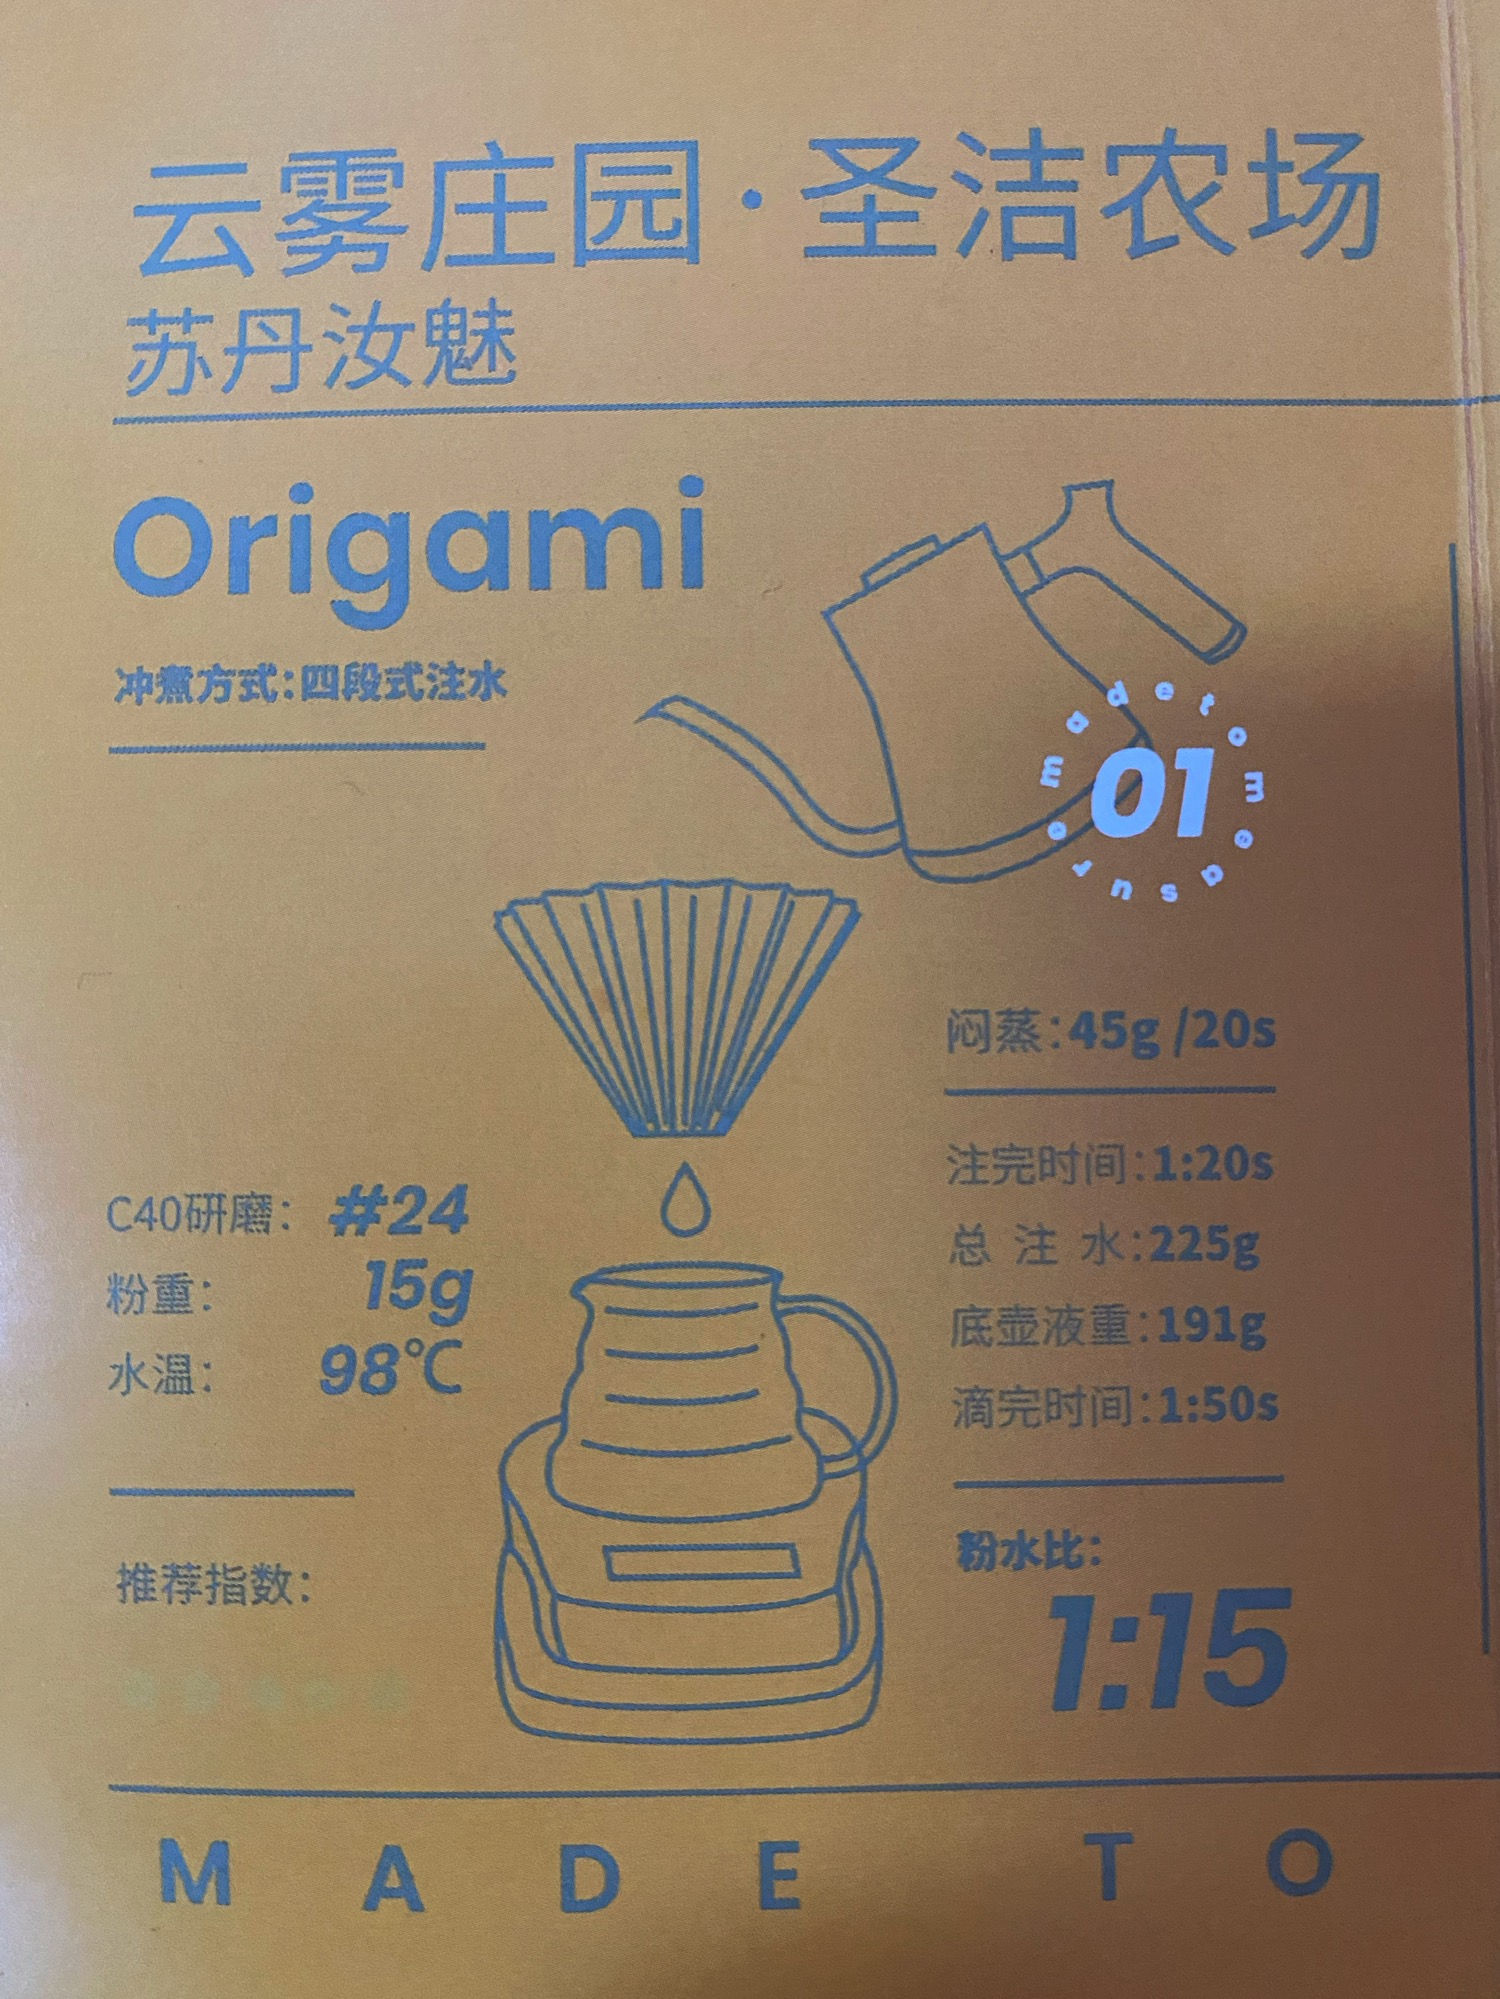 云雾庄园·圣洁农场
苏丹汝魅
Origami
冲煮方式:四段式注水
made to measure
01
闷蒸:45g /20s
注完时间:1:20s
总 注 水:225g
底壶液重:191g
滴完时间:1:50s
C40研磨: #24
粉重: 15g
水温: 98℃
推荐指数:
粉水比:
1:15
MADE TO